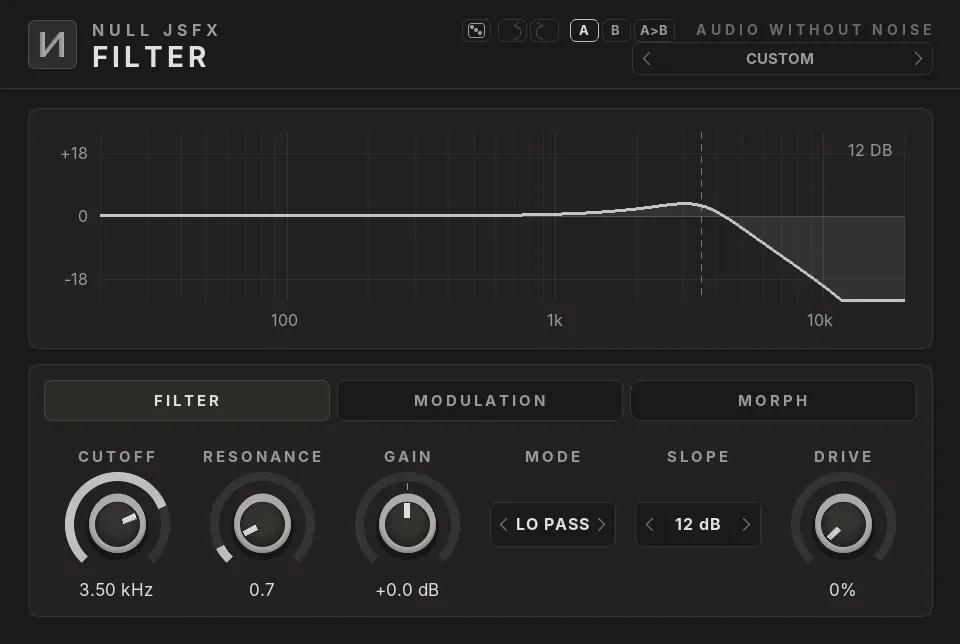 NULL JSFX
FILTER
A B A>B
AUDIO WITHOUT NOISE
CUSTOM
+18
12 DB
0
-18
100 1k 10k
FILTER MODULATION MORPH
CUTOFF RESONANCE GAIN MODE SLOPE DRIVE
LO PASS 12 dB
3.50 kHz 0.7 +0.0 dB 0%